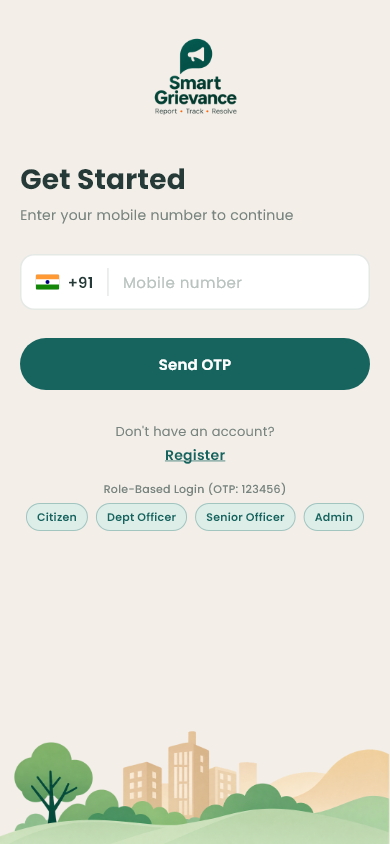 Smart
Grievance
Report • Track • Resolve
Get Started
Enter your mobile number to continue
+91 Mobile number
Send OTP
Don't have an account?
Register
Role-Based Login (OTP: 123456)
Citizen Dept Officer Senior Officer Admin